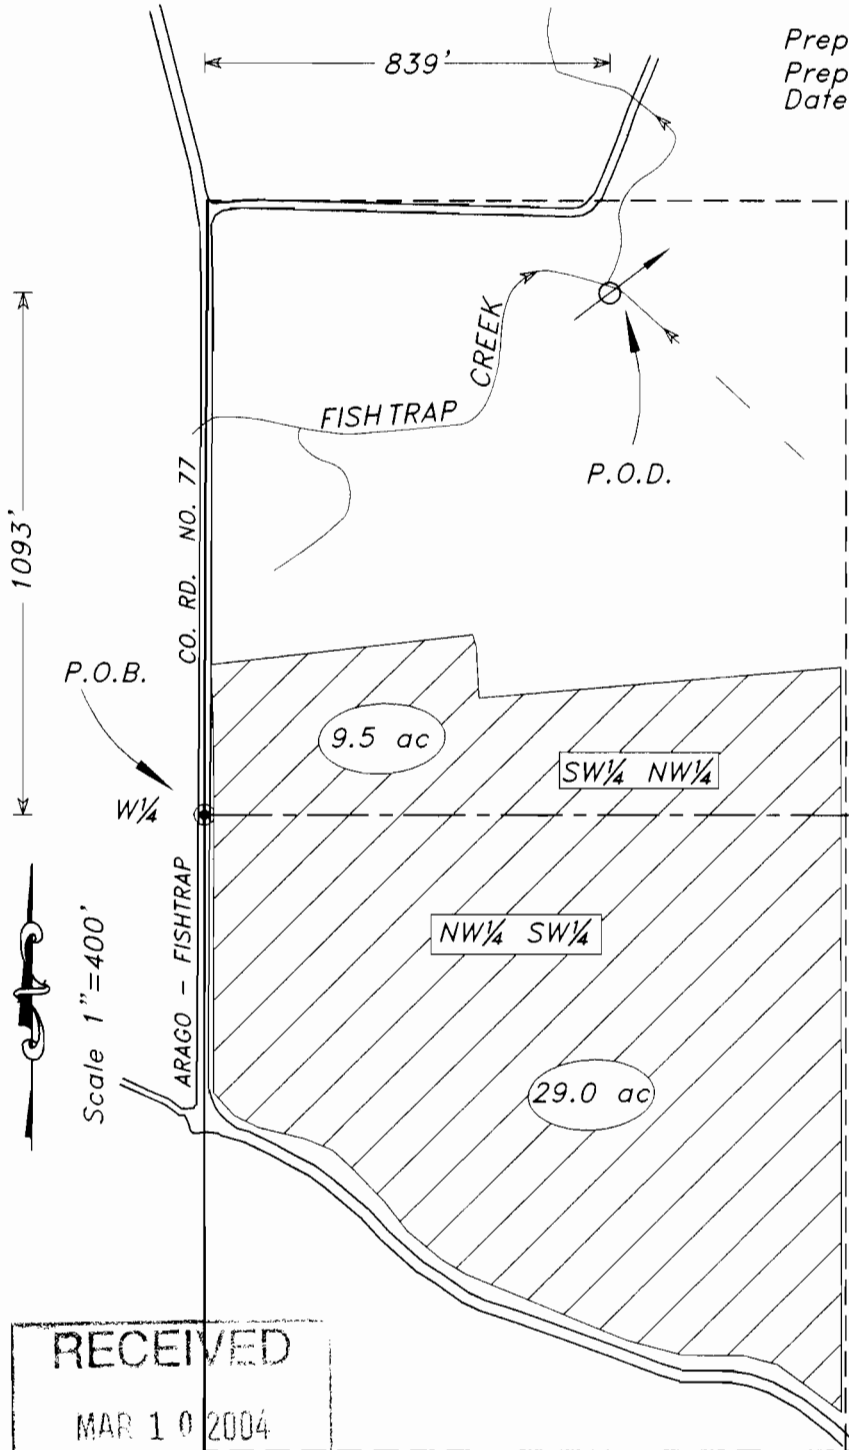 839'
Prep
Prep
Date
1093'
CO. RD. NO. 77
FISHTRAP CREEK
P.O.D.
P.O.B.
9.5 ac
SW¼ NW¼
W¼
NW¼ SW¼
ARAGO - FISHTRAP
Scale 1"=400'
29.0 ac
RECEIVED
MAR 10 2004